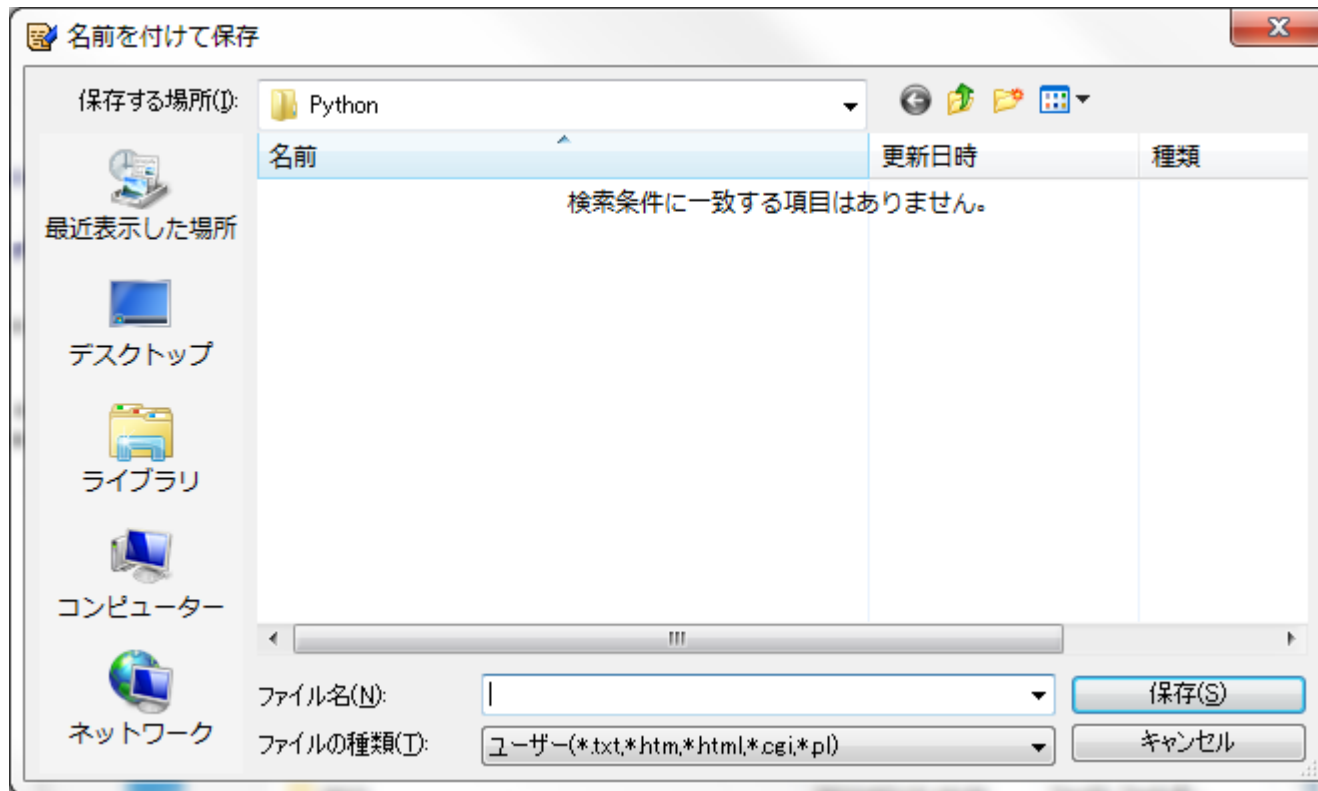 名前を付けて保存
保存する場所(I):
Python
名前 更新日時 種類
検索条件に一致する項目はありません。
最近表示した場所
デスクトップ
ライブラリ
コンピューター
ネットワーク
ファイル名(N):
保存(S)
ファイルの種類(T):
ユーザー(*.txt,*.htm,*.html,*.cgi,*.pl)
キャンセル